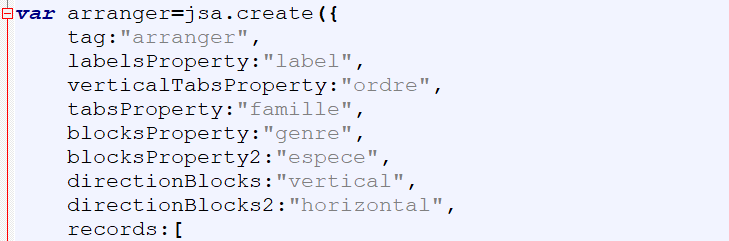 var arranger=jsa.create({
tag:"arranger",
labelsProperty:"label",
verticalTabsProperty:"ordre",
tabsProperty:"famille",
blocksProperty:"genre",
blocksProperty2:"espece",
directionBlocks:"vertical",
directionBlocks2:"horizontal",
records:[